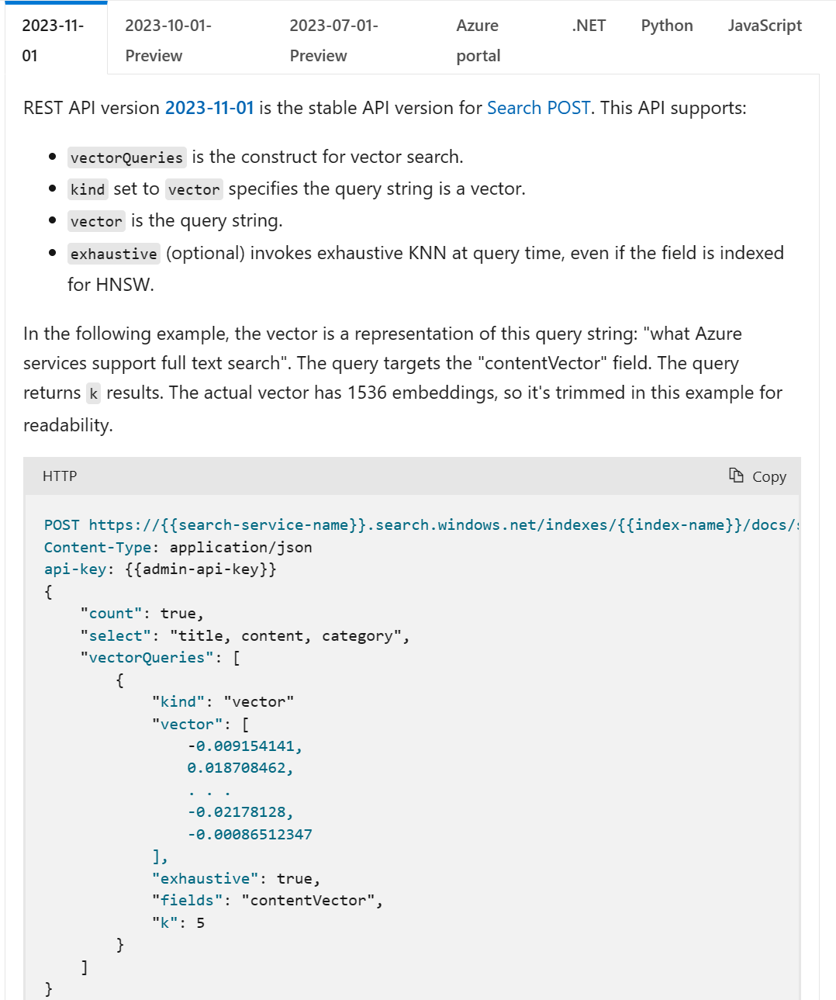 2023-11-
01
2023-10-01-
Preview
2023-07-01-
Preview
Azure
portal
.NET
Python
JavaScript
REST API version 2023-11-01 is the stable API version for Search POST. This API supports:
• vectorQueries is the construct for vector search.
• kind set to vector specifies the query string is a vector.
• vector is the query string.
• exhaustive (optional) invokes exhaustive KNN at query time, even if the field is indexed
for HNSW.
In the following example, the vector is a representation of this query string: "what Azure
services support full text search". The query targets the "contentVector" field. The query
returns k results. The actual vector has 1536 embeddings, so it's trimmed in this example for
readability.
HTTP
Copy
POST https://{{search-service-name}}.search.windows.net/indexes/{{index-name}}/docs/
Content-Type: application/json
api-key: {{admin-api-key}}
{
    "count": true,
    "select": "title, content, category",
    "vectorQueries": [
        {
            "kind": "vector"
            "vector": [
                -0.009154141,
                0.018708462,
                . . .
                -0.02178128,
                -0.00086512347
            ],
            "exhaustive": true,
            "fields": "contentVector",
            "k": 5
        }
    ]
}